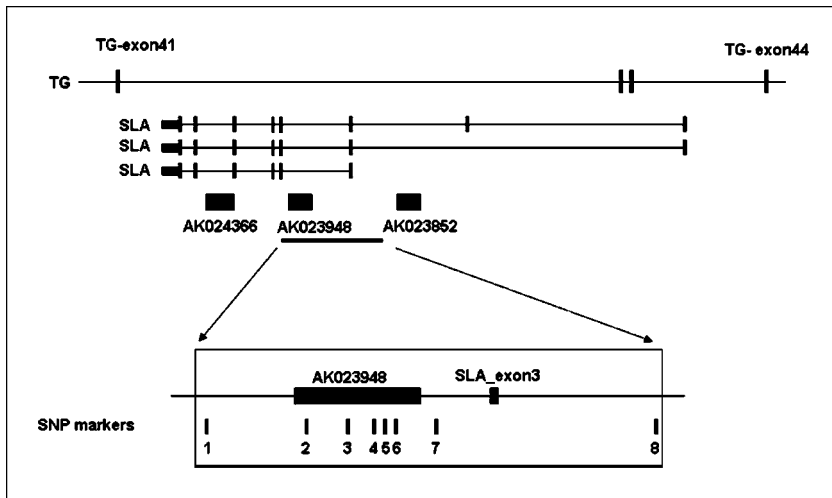 TG-exon41
TG- exon44
TG
SLA
SLA
SLA
AK024366
AK023948
AK023852
AK023948
SLA_exon3
SNP markers
1 2 3 4 5 6 7 8